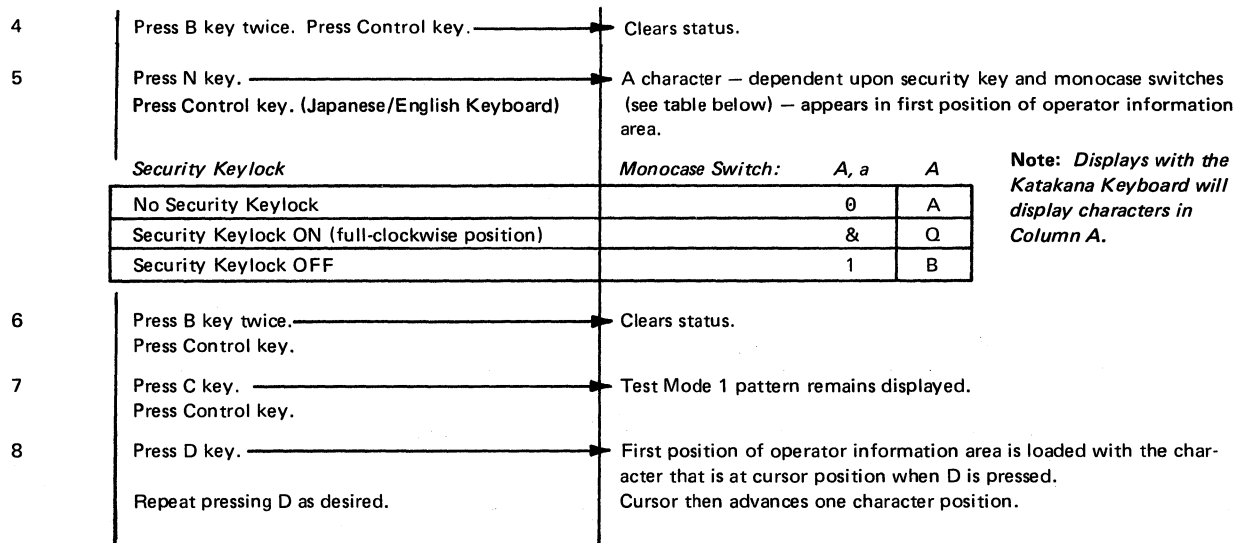 4 Press B key twice. Press Control key. Clears status.
5 Press N key. A character — dependent upon security key and monocase switches
Press Control key. (Japanese/English Keyboard) (see table below) — appears in first position of operator information
area.
Security Keylock Monocase Switch: A, a A
No Security Keylock 0 A
Security Keylock ON (full-clockwise position) & Q
Security Keylock OFF 1 B
Note: Displays with the
Katakana Keyboard will
display characters in
Column A.
6 Press B key twice. Clears status.
Press Control key.
7 Press C key. Test Mode 1 pattern remains displayed.
Press Control key.
8 Press D key. First position of operator information area is loaded with the char-
acter that is at cursor position when D is pressed.
Repeat pressing D as desired. Cursor then advances one character position.